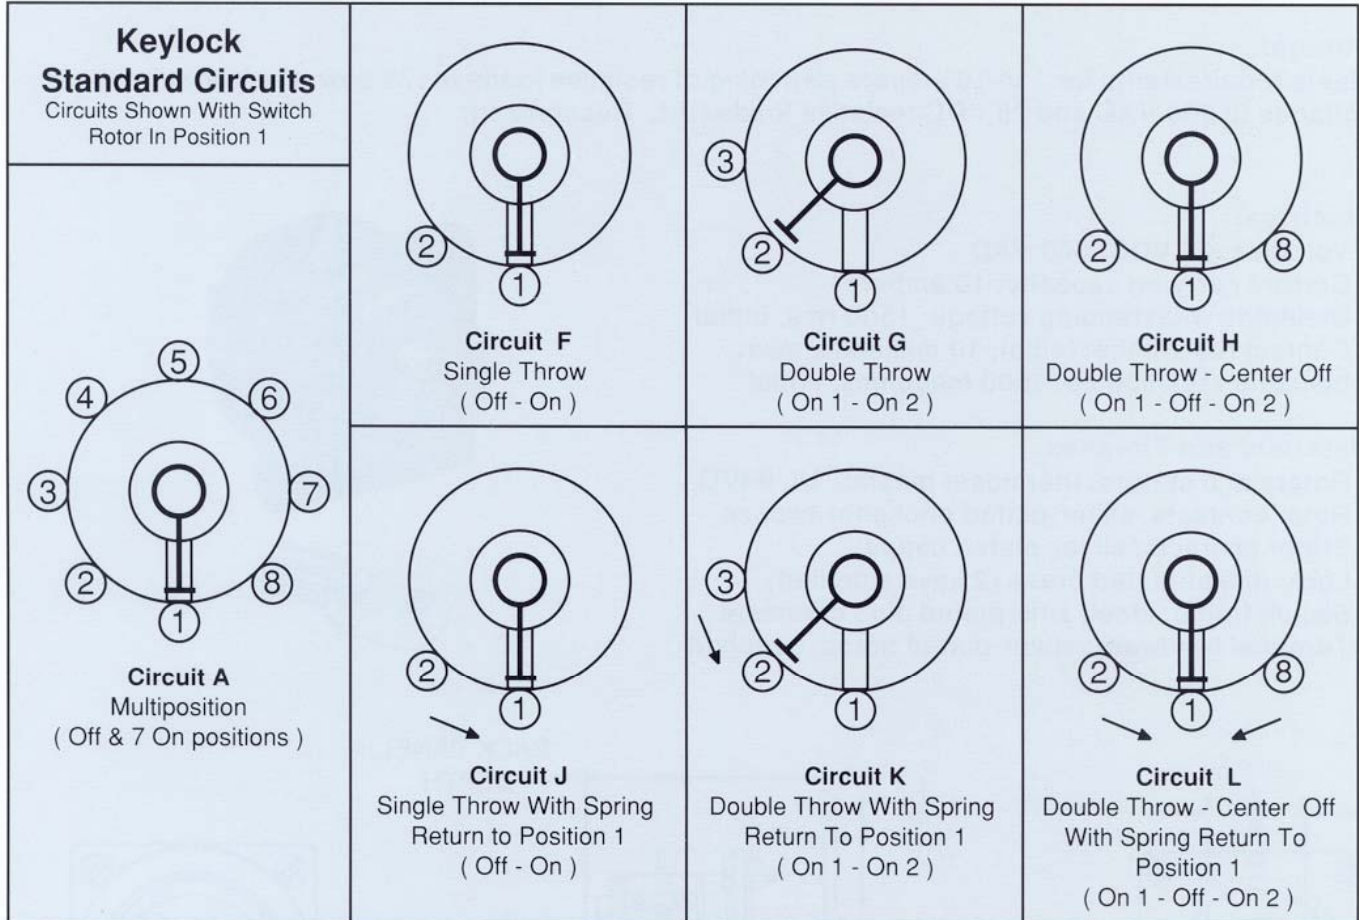 Keylock
Standard Circuits
Circuits Shown With Switch
Rotor In Position 1
5
4
6
3
7
2
8
1
Circuit A
Multiposition
( Off & 7 On positions )
2
1
Circuit F
Single Throw
( Off - On )
3
2
1
Circuit G
Double Throw
( On 1 - On 2 )
2
8
1
Circuit H
Double Throw - Center Off
( On 1 - Off - On 2 )
2
1
Circuit J
Single Throw With Spring
Return to Position 1
( Off - On )
3
2
1
Circuit K
Double Throw With Spring
Return To Position 1
( On 1 - On 2 )
2
8
1
Circuit L
Double Throw - Center Off
With Spring Return To
Position 1
( On 1 - Off - On 2 )